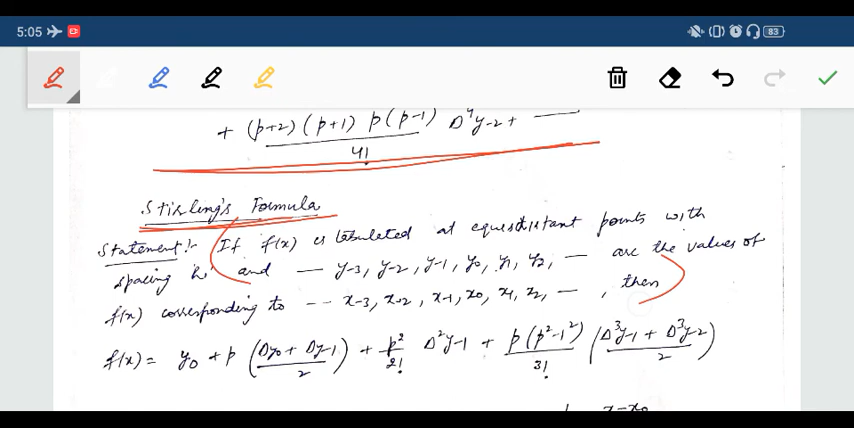 5:05
83
+ (p+2) (p+1) p(p-1) Δ⁴y-2 + ——
4!
Stirling's Formula
Statement:- If f(x) is tabulated at equidistant points with
spacing 'h' and --- y-3, y-2, y-1, y0, y1, y2, --- are the values of
f(x) corresponding to --- x-3, x-2, x-1, x0, x1, x2, ---, then
f(x) = y0 + p (Δy0 + Δy-1)/2 + p²/2! Δ²y-1 + p(p²-1²)/3! (Δ³y-1 + Δ³y-2)/2
x-x0